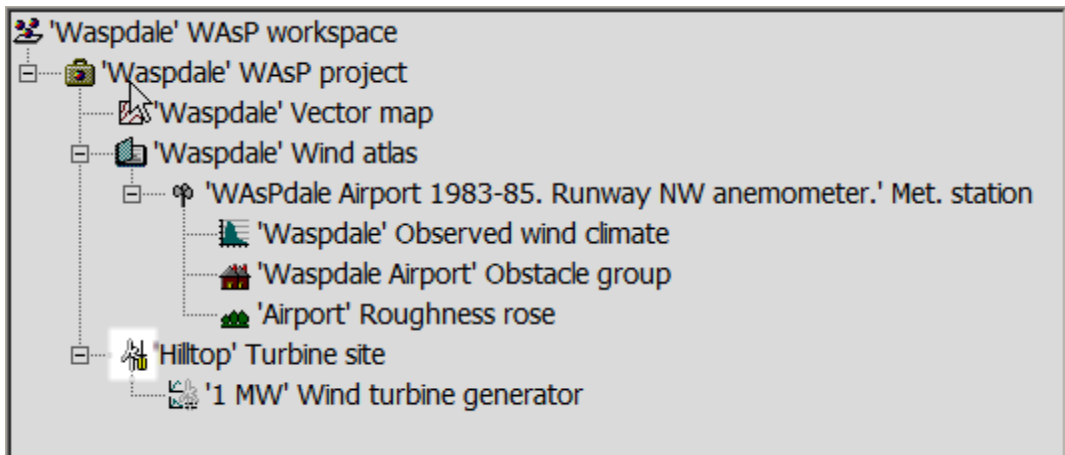 'Waspdale' WAsP workspace
'Waspdale' WAsP project
'Waspdale' Vector map
'Waspdale' Wind atlas
'WAsPdale Airport 1983-85. Runway NW anemometer.' Met. station
'Waspdale' Observed wind climate
'Waspdale Airport' Obstacle group
'Airport' Roughness rose
'Hilltop' Turbine site
'1 MW' Wind turbine generator